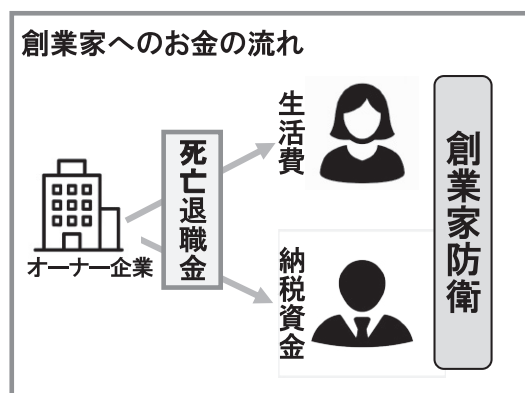 創業家へのお金の流れ
オーナー企業
死亡退職金
生活費
納税資金
創業家防衛